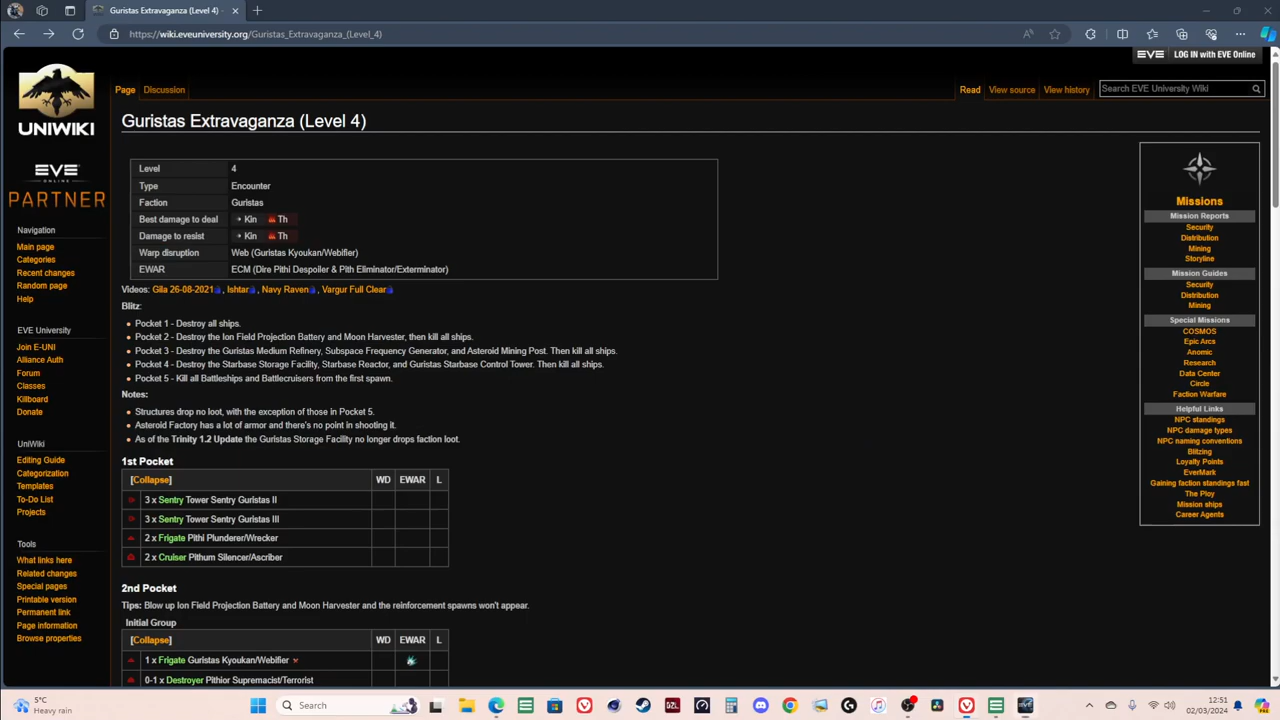 Guristas Extravaganza (Level 4) -
https://wiki.eveuniversity.org/Guristas_Extravaganza_(Level_4)
EVE LOG IN with EVE Online
Page Discussion Read View source View history Search EVE University Wiki
UNIWIKI
EVE
ONLINE
PARTNER
Navigation
Main page
Categories
Recent changes
Random page
Help
EVE University
Join E-UNI
Alliance Auth
Forum
Classes
Killboard
Donate
UniWiki
Editing Guide
Categorization
Templates
To-Do List
Projects
Tools
What links here
Related changes
Special pages
Printable version
Permanent link
Page information
Browse properties
Guristas Extravaganza (Level 4)
Level 4
Type Encounter
Faction Guristas
Best damage to deal Kin Th
Damage to resist Kin Th
Warp disruption Web (Guristas Kyoukan/Webifier)
EWAR ECM (Dire Pithi Despoiler & Pith Eliminator/Exterminator)
Videos: Gila 26-08-2021, Ishtar, Navy Raven, Vargur Full Clear
Blitz:
Pocket 1 - Destroy all ships.
Pocket 2 - Destroy the Ion Field Projection Battery and Moon Harvester, then kill all ships.
Pocket 3 - Destroy the Guristas Medium Refinery, Subspace Frequency Generator, and Asteroid Mining Post. Then kill all ships.
Pocket 4 - Destroy the Starbase Storage Facility, Starbase Reactor, and Guristas Starbase Control Tower. Then kill all ships.
Pocket 5 - Kill all Battleships and Battlecruisers from the first spawn.
Notes:
Structures drop no loot, with the exception of those in Pocket 5.
Asteroid Factory has a lot of armor and there's no point in shooting it.
As of the Trinity 1.2 Update the Guristas Storage Facility no longer drops faction loot.
1st Pocket
[Collapse] WD EWAR L
3 x Sentry Tower Sentry Guristas II
3 x Sentry Tower Sentry Guristas III
2 x Frigate Pithi Plunderer/Wrecker
2 x Cruiser Pithum Silencer/Ascriber
2nd Pocket
Tips: Blow up Ion Field Projection Battery and Moon Harvester and the reinforcement spawns won't appear.
Initial Group
[Collapse] WD EWAR L
1 x Frigate Guristas Kyoukan/Webifier
0-1 x Destroyer Pithior Supremacist/Terrorist
Missions
Mission Reports
Security
Distribution
Mining
Storyline
Mission Guides
Security
Distribution
Mining
Special Missions
COSMOS
Epic Arcs
Anomic
Research
Data Center
Circle
Faction Warfare
Helpful Links
NPC standings
NPC damage types
NPC naming conventions
Blitzing
Loyalty Points
EverMark
Gaining faction standings fast
The Ploy
Mission ships
Career Agents
5°C
Heavy rain
Search
DZL
12:51
02/03/2024